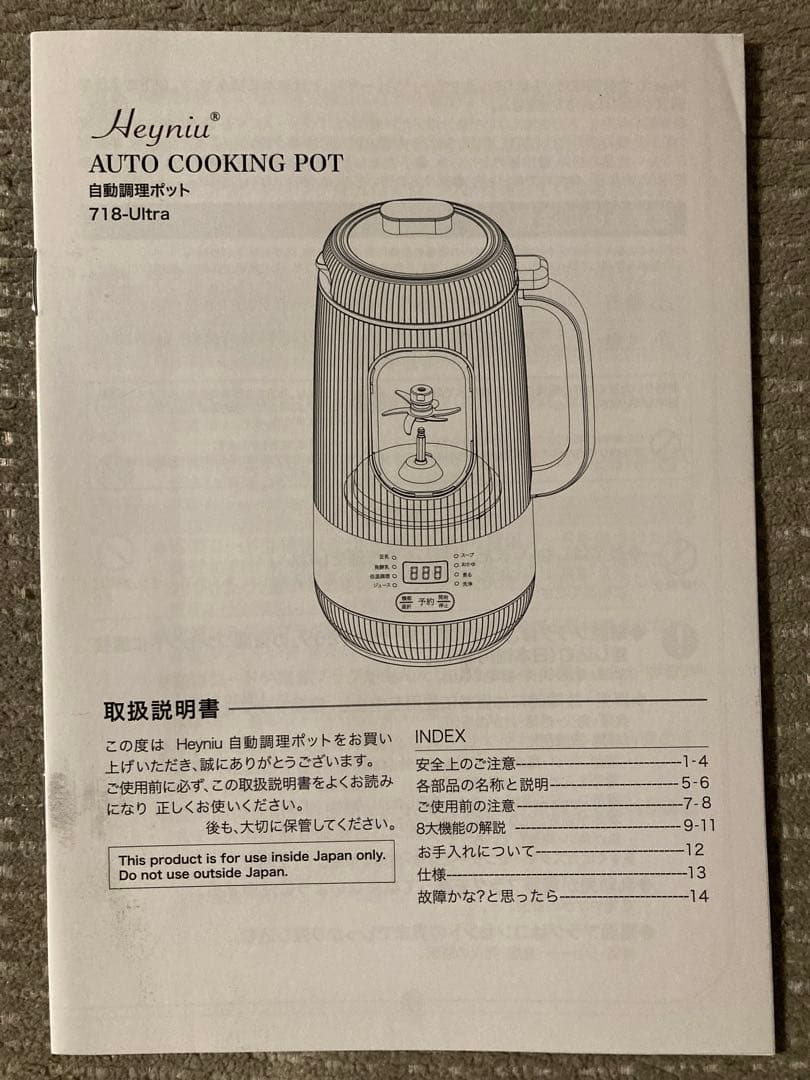 Heyniu®
AUTO COOKING POT
自動調理ポット
718-Ultra
豆乳
発酵乳
低温調理
ジュース
スープ
おかゆ
煮る
洗浄
888
機能
選択
予約
開始
停止
取扱説明書
この度は Heyniu 自動調理ポットをお買い
上げいただき、誠にありがとうございます。
ご使用前に必ず、この取扱説明書をよくお読み
になり 正しくお使いください。
後も、大切に保管してください。
This product is for use inside Japan only.
Do not use outside Japan.
INDEX
安全上のご注意-----------------------------1-4
各部品の名称と説明----------------------5-6
ご使用前の注意----------------------------7-8
8大機能の解説 ----------------------------9-11
お手入れについて-------------------------12
仕様------------------------------------------13
故障かな?と思ったら---------------------14